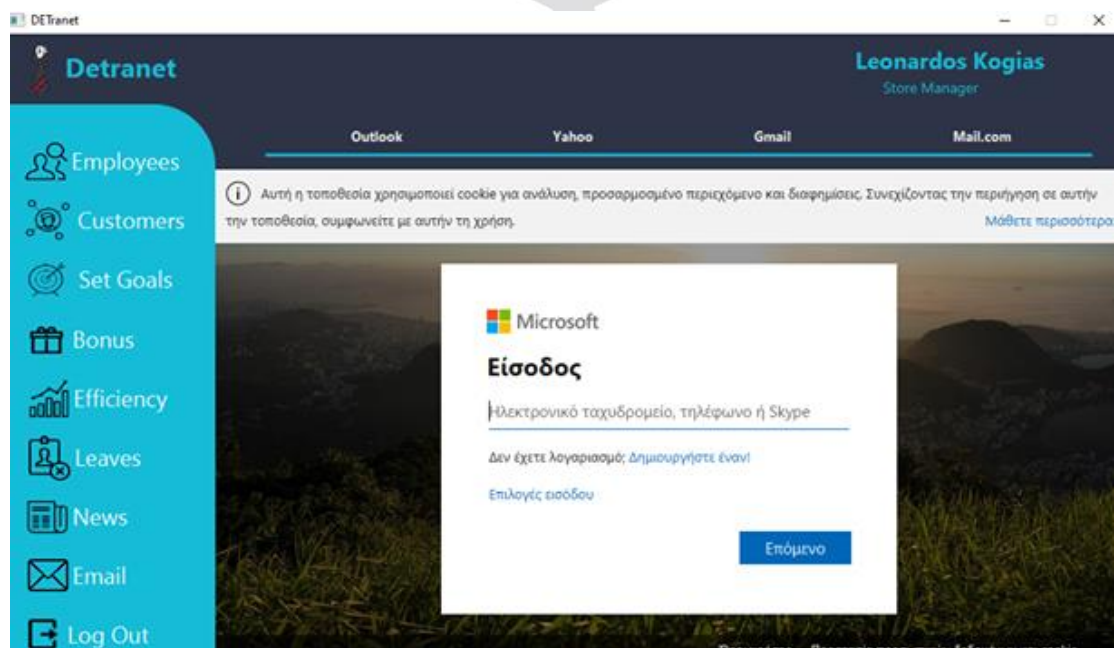 DETranet
Detranet
Leonardos Kogias
Store Manager
Outlook Yahoo Gmail Mail.com
Employees
Customers
Set Goals
Bonus
Efficiency
Leaves
News
Email
Log Out
Αυτή η τοποθεσία χρησιμοποιεί cookie για ανάλυση, προσαρμοσμένο περιεχόμενο και διαφημίσεις. Συνεχίζοντας την περιήγηση σε αυτήν
την τοποθεσία, συμφωνείτε με αυτήν τη χρήση.
Μάθετε περισσότερα
Microsoft
Είσοδος
Ηλεκτρονικό ταχυδρομείο, τηλέφωνο ή Skype
Δεν έχετε λογαριασμό; Δημιουργήστε έναν!
Επιλογές εισόδου
Επόμενο